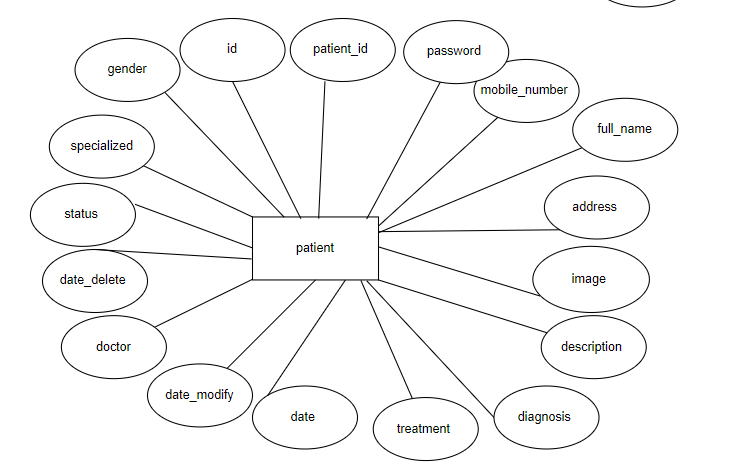 id
patient_id
password
gender
mobile_number
full_name
specialized
address
status
patient
date_delete
image
doctor
description
date_modify
date
treatment
diagnosis